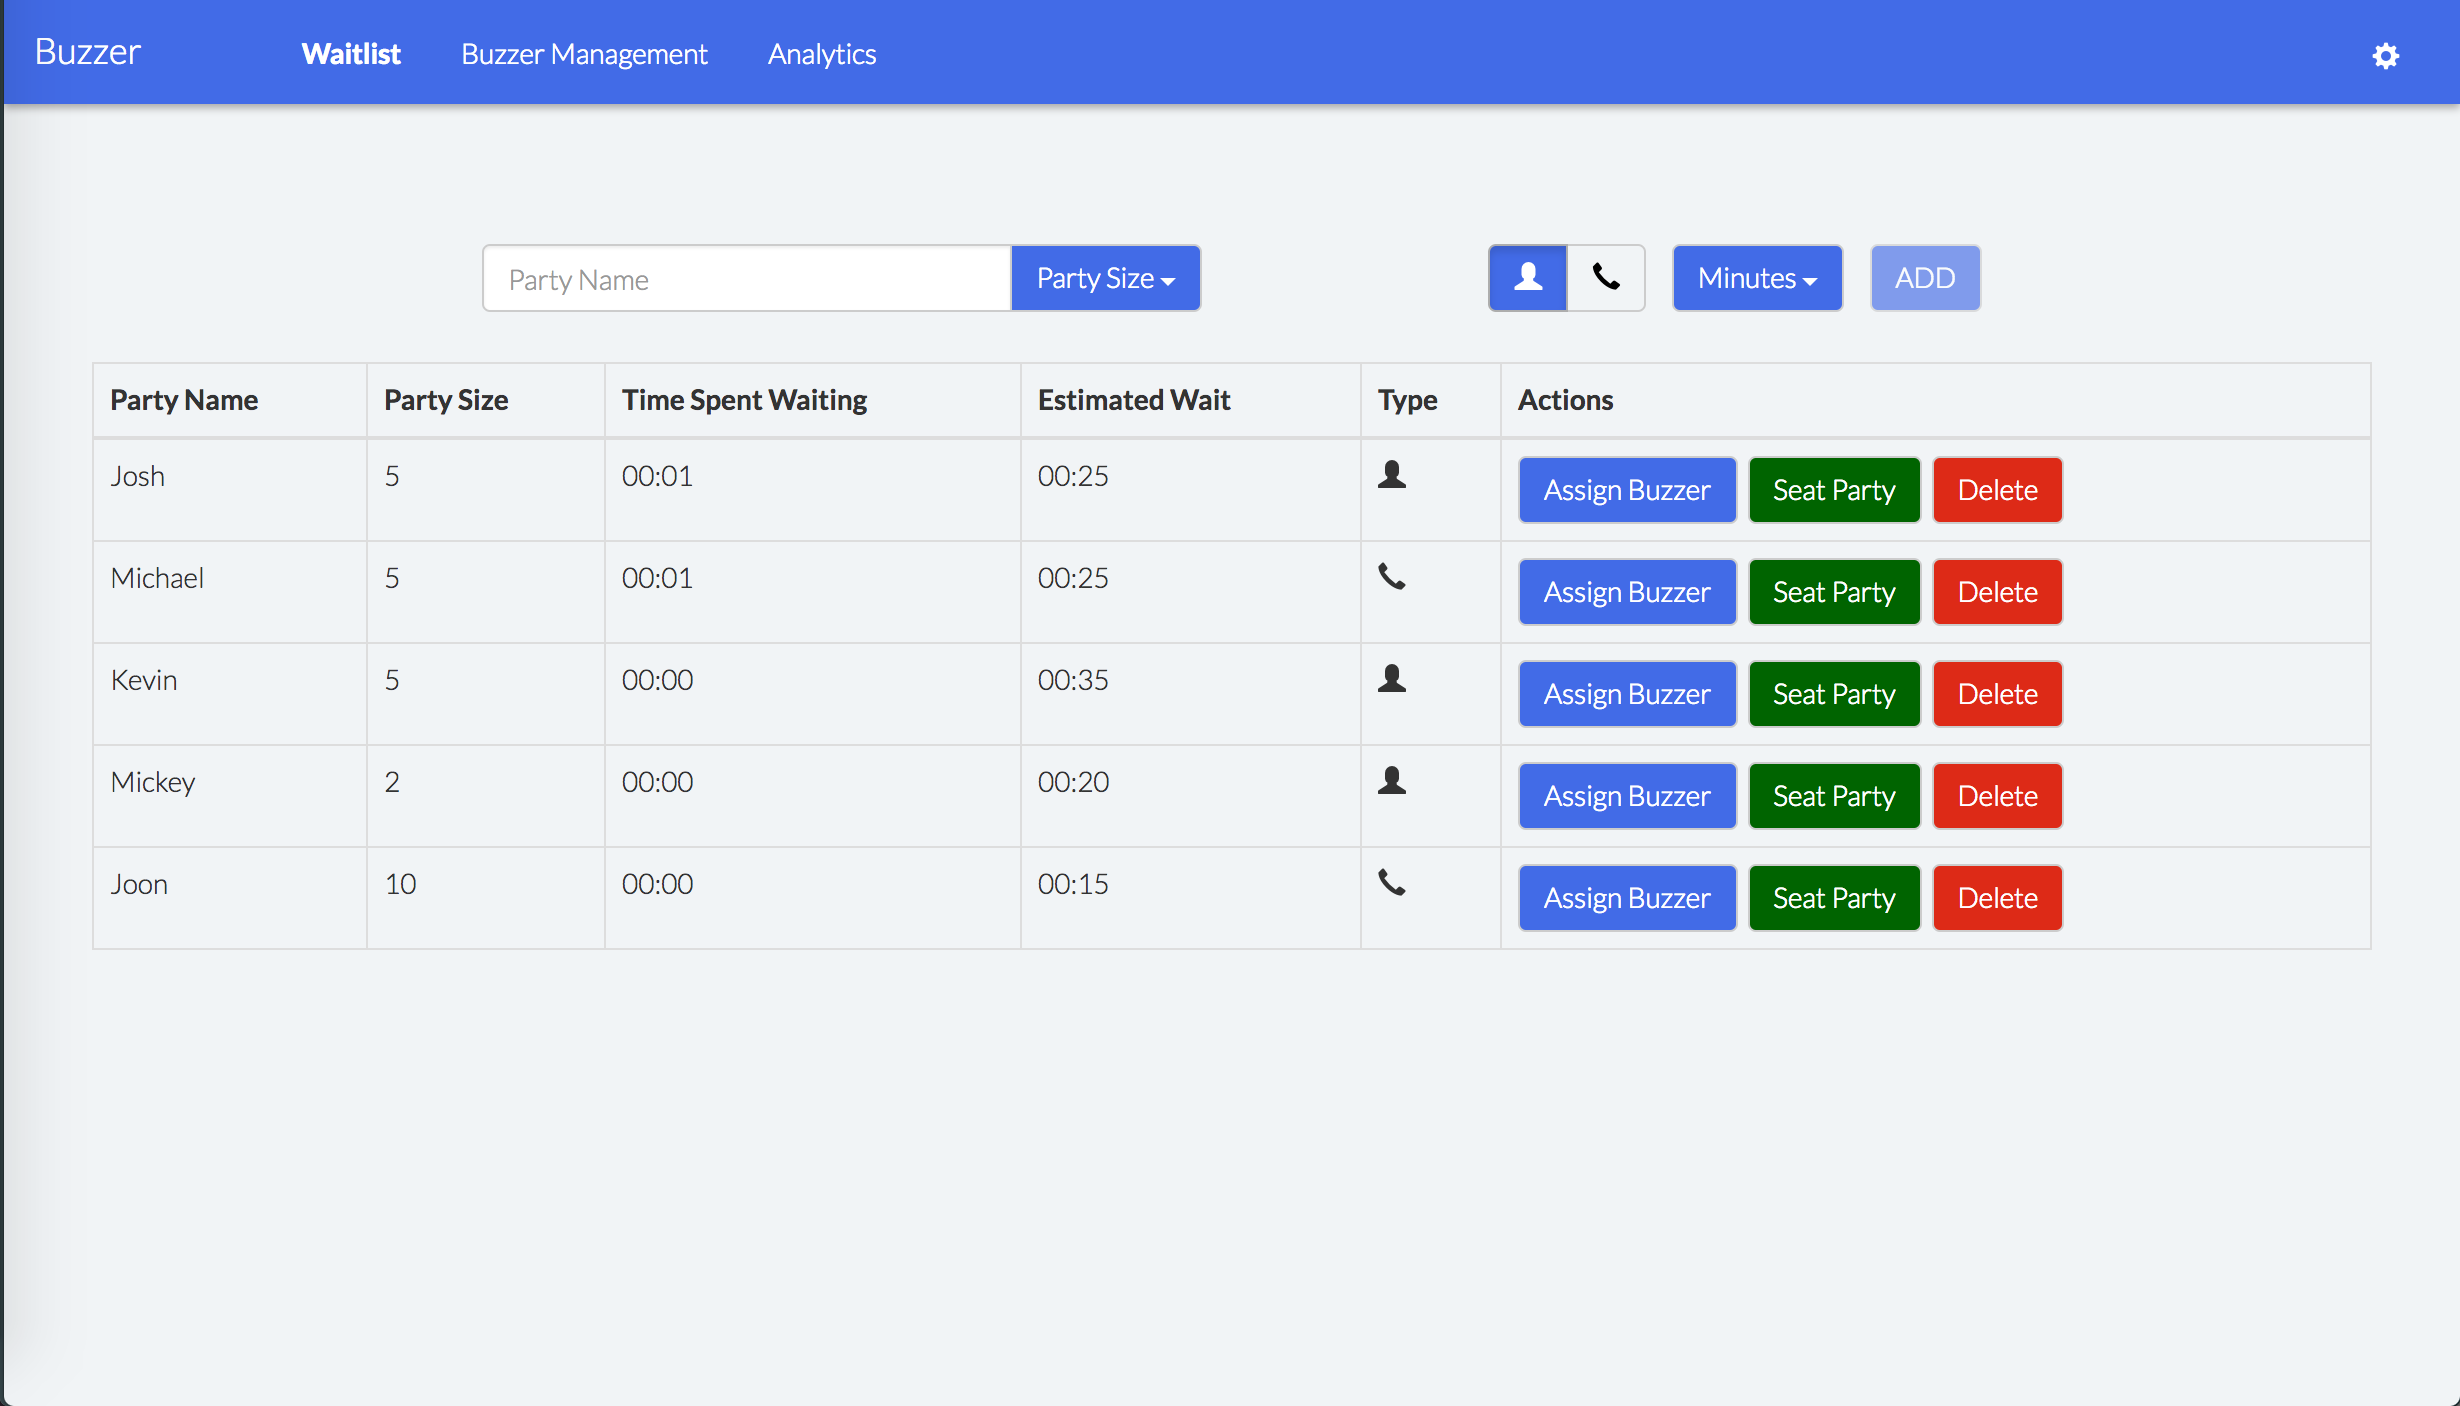 Buzzer Waitlist Buzzer Management Analytics
Party Name Party Size Minutes ADD
Party Name Party Size Time Spent Waiting Estimated Wait Type Actions
Josh 5 00:01 00:25 Assign Buzzer Seat Party Delete
Michael 5 00:01 00:25 Assign Buzzer Seat Party Delete
Kevin 5 00:00 00:35 Assign Buzzer Seat Party Delete
Mickey 2 00:00 00:20 Assign Buzzer Seat Party Delete
Joon 10 00:00 00:15 Assign Buzzer Seat Party Delete